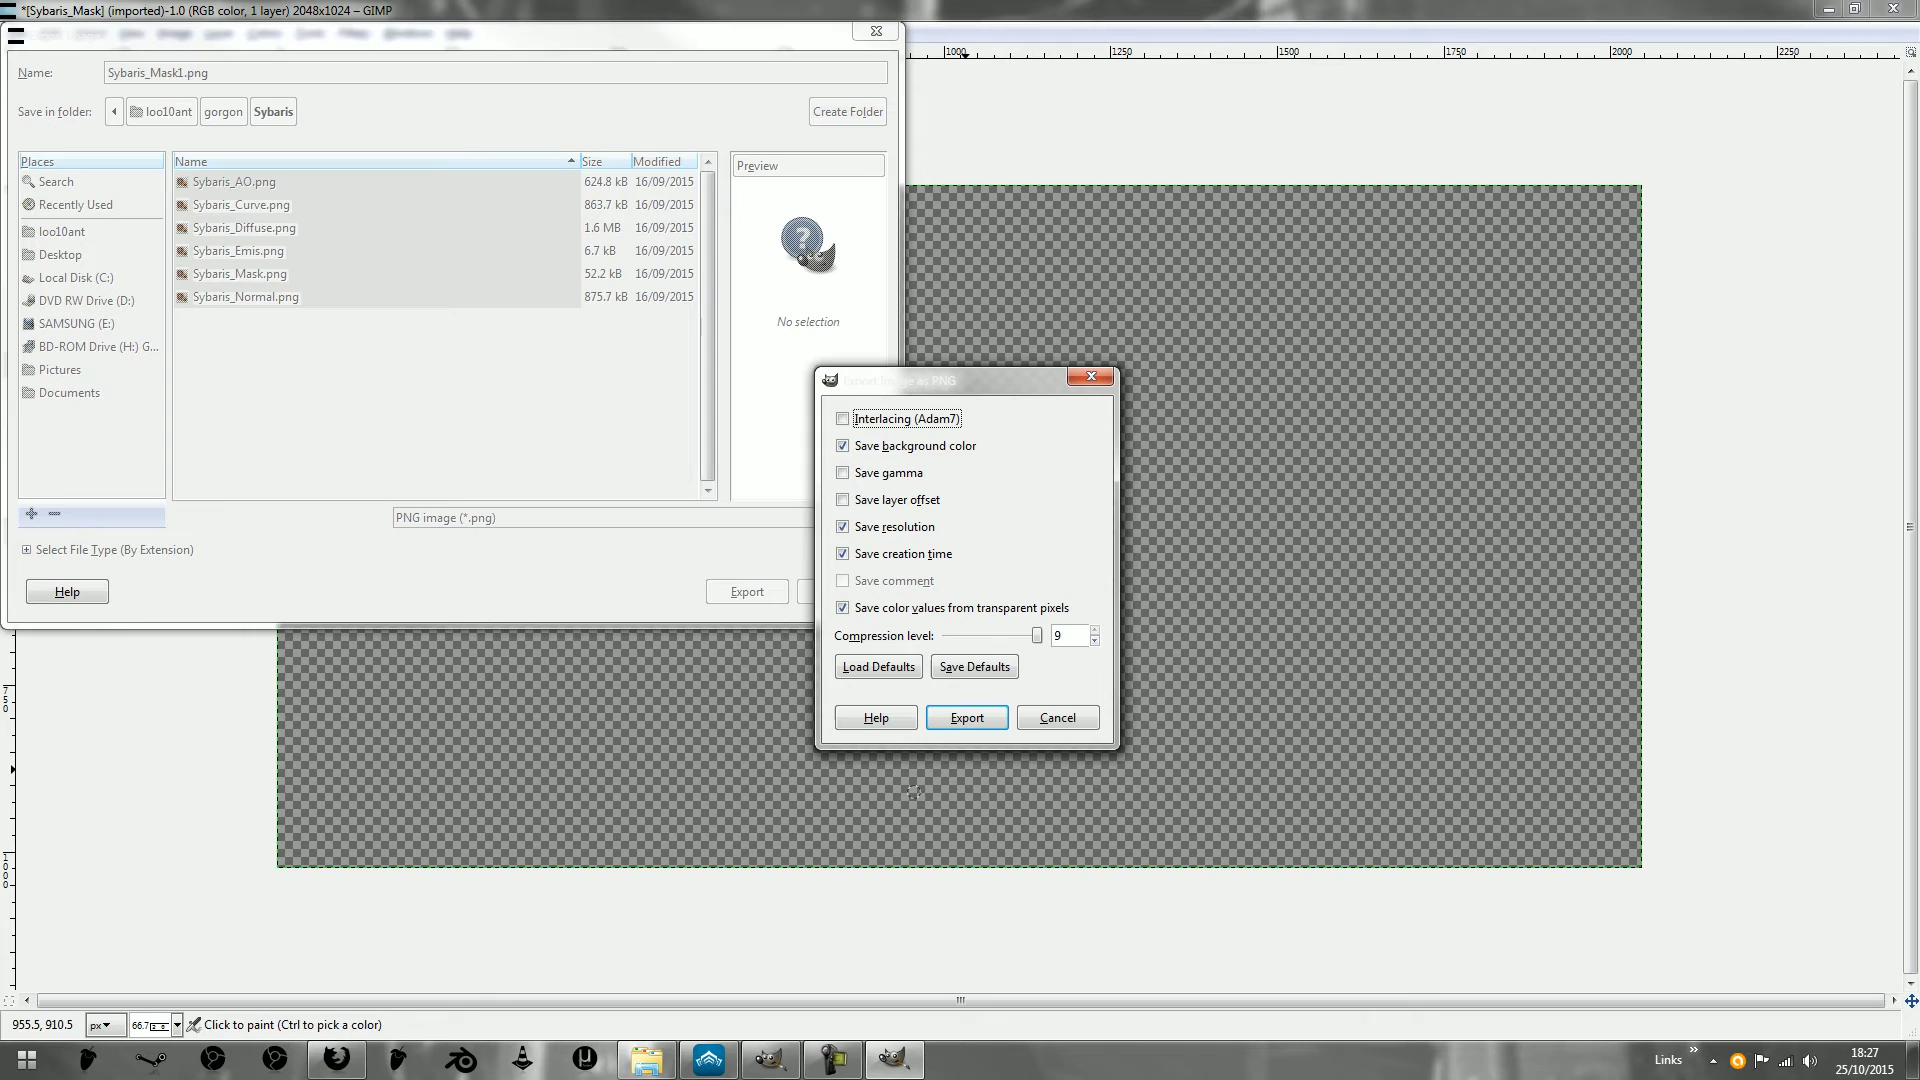 *[Sybaris_Mask] (imported)-1.0 (RGB color, 1 layer) 2048x1024 – GIMP
Name: Sybaris_Mask1.png
Save in folder: loo10ant gorgon Sybaris Create Folder
1000 1250 1500 1750 2000 2250
Places
Search
Recently Used
loo10ant
Desktop
Local Disk (C:)
DVD RW Drive (D:)
SAMSUNG (E:)
BD-ROM Drive (H:) G...
Pictures
Documents
Name Size Modified
Sybaris_AO.png 624.8 kB 16/09/2015
Sybaris_Curve.png 863.7 kB 16/09/2015
Sybaris_Diffuse.png 1.6 MB 16/09/2015
Sybaris_Emis.png 6.7 kB 16/09/2015
Sybaris_Mask.png 52.2 kB 16/09/2015
Sybaris_Normal.png 875.7 kB 16/09/2015
Preview
No selection
PNG image (*.png)
Select File Type (By Extension)
Help Export
Export Image as PNG
Interlacing (Adam7)
Save background color
Save gamma
Save layer offset
Save resolution
Save creation time
Save comment
Save color values from transparent pixels
Compression level: 9
Load Defaults Save Defaults
Help Export Cancel
750
1000
955.5, 910.5 px 66.7 Click to paint (Ctrl to pick a color)
Links
18:27
25/10/2015